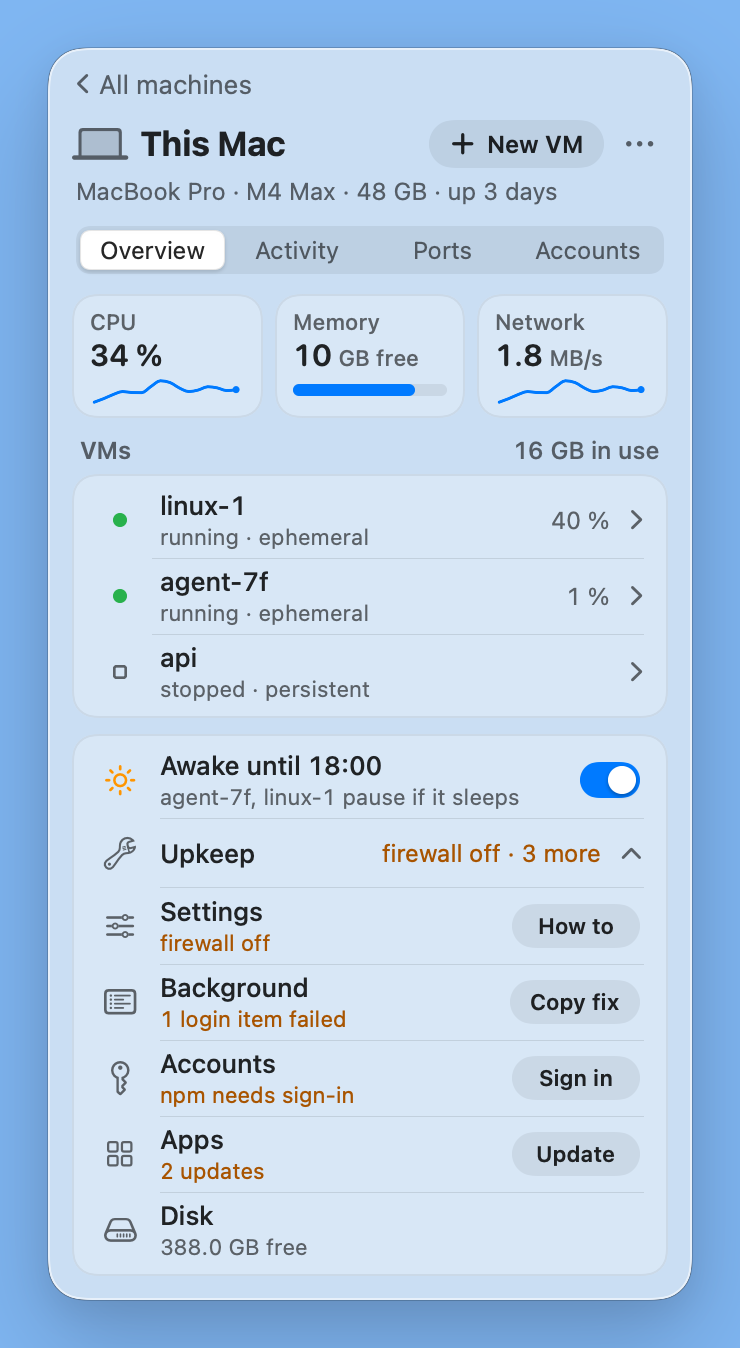 All machines
This Mac
New VM
MacBook Pro · M4 Max · 48 GB · up 3 days
Overview Activity Ports Accounts
CPU Memory Network
34 % 10 GB free 1.8 MB/s
VMs 16 GB in use
linux-1
running · ephemeral
40 %
agent-7f
running · ephemeral
1 %
api
stopped · persistent
Awake until 18:00
agent-7f, linux-1 pause if it sleeps
Upkeep firewall off · 3 more
Settings
firewall off
How to
Background
1 login item failed
Copy fix
Accounts
npm needs sign-in
Sign in
Apps
2 updates
Update
Disk
388.0 GB free